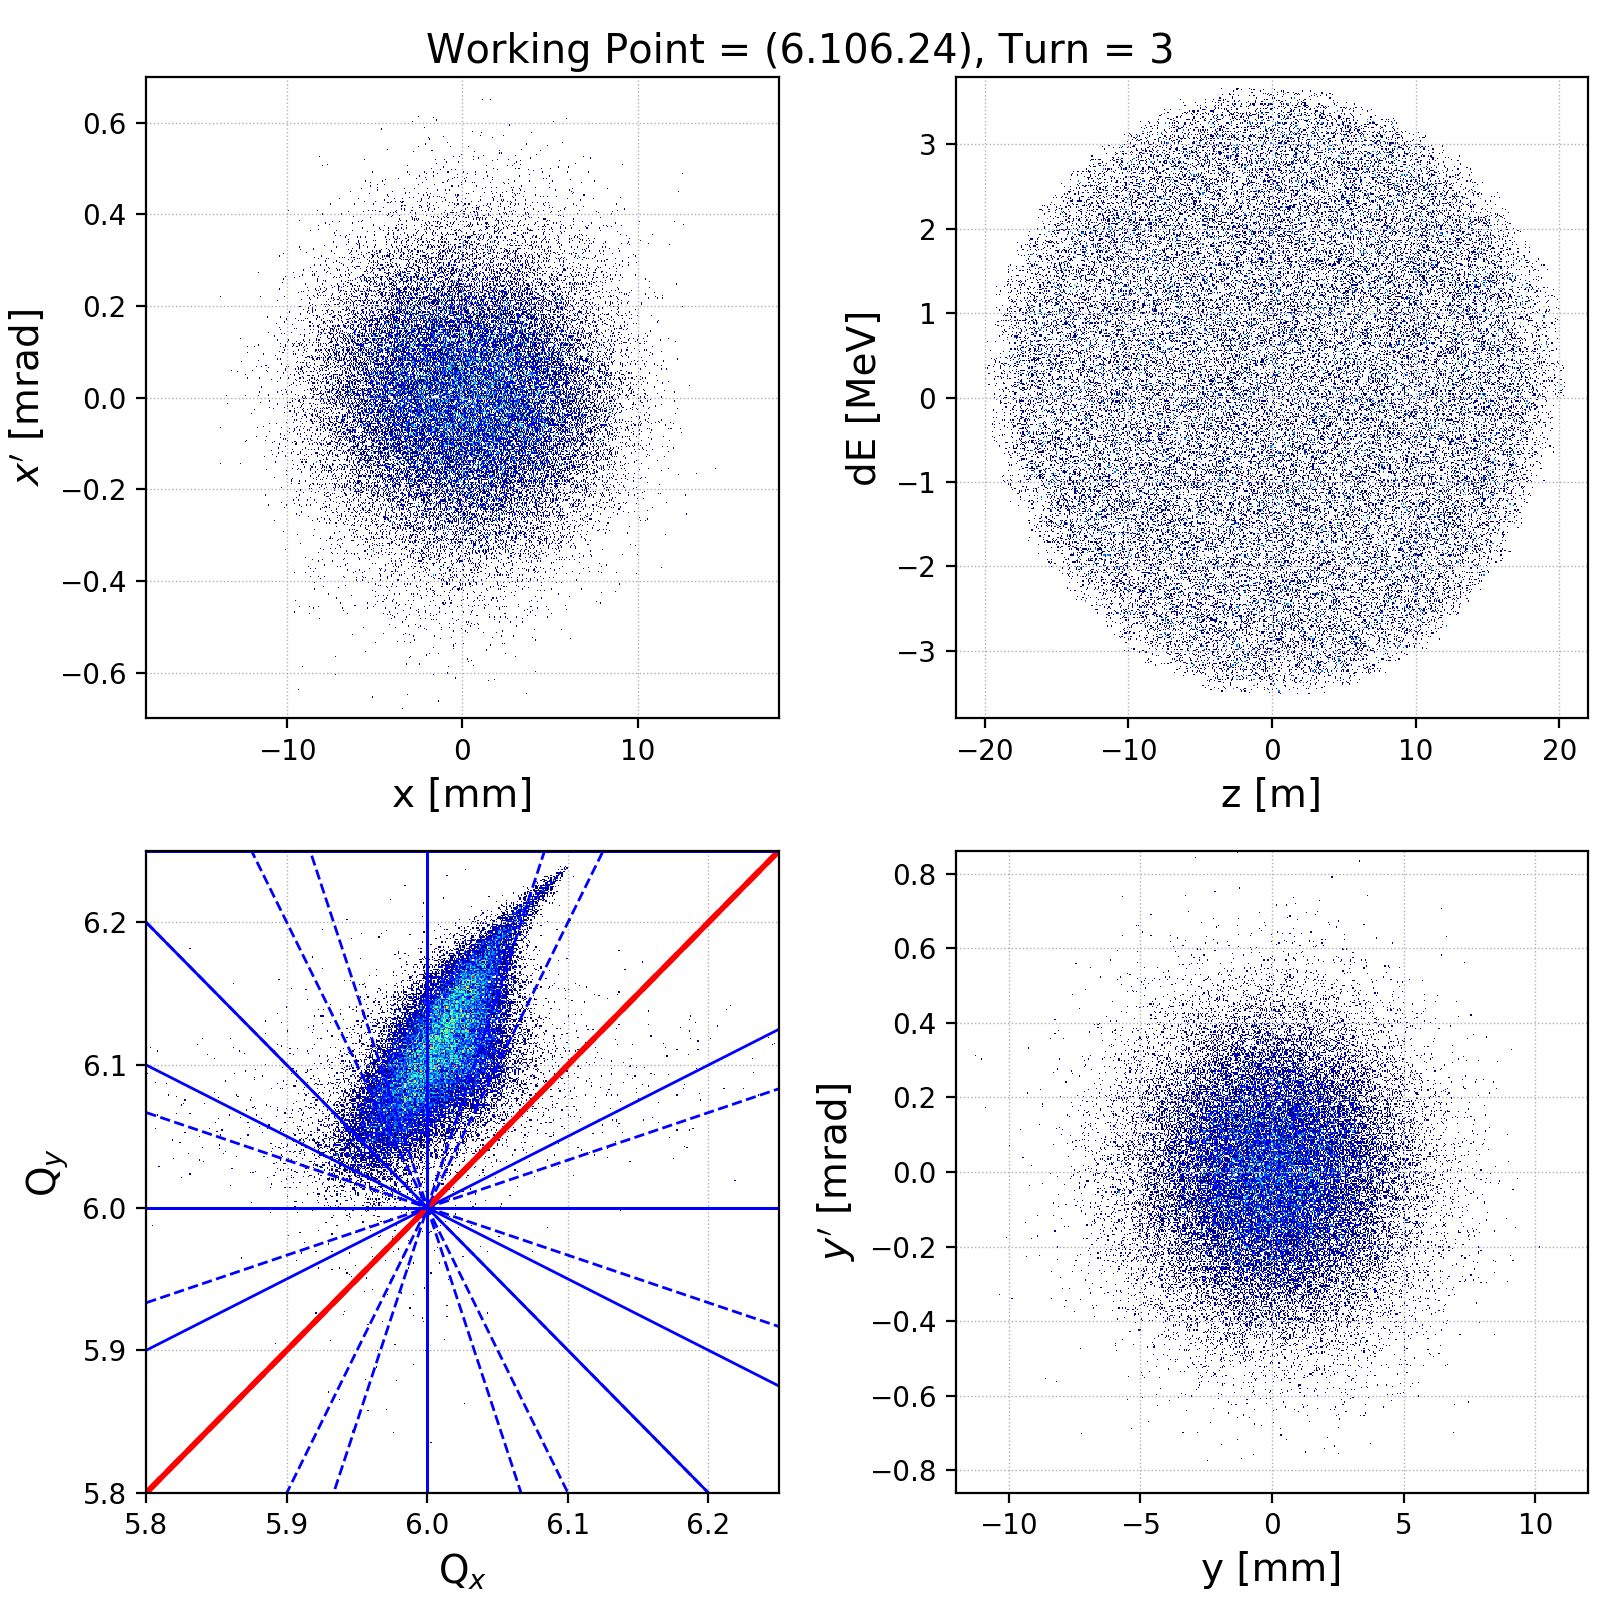 Working Point = (6.106.24), Turn = 3
0.6
0.4
0.2
0.0
−0.2
−0.4
−0.6
x′ [mrad]
−10 0 10
x [mm]
3
2
1
0
−1
−2
−3
dE [MeV]
−20 −10 0 10 20
z [m]
6.2
6.1
6.0
5.9
5.8
Qy
5.8 5.9 6.0 6.1 6.2
Qx
0.8
0.6
0.4
0.2
0.0
−0.2
−0.4
−0.6
−0.8
y′ [mrad]
−10 −5 0 5 10
y [mm]